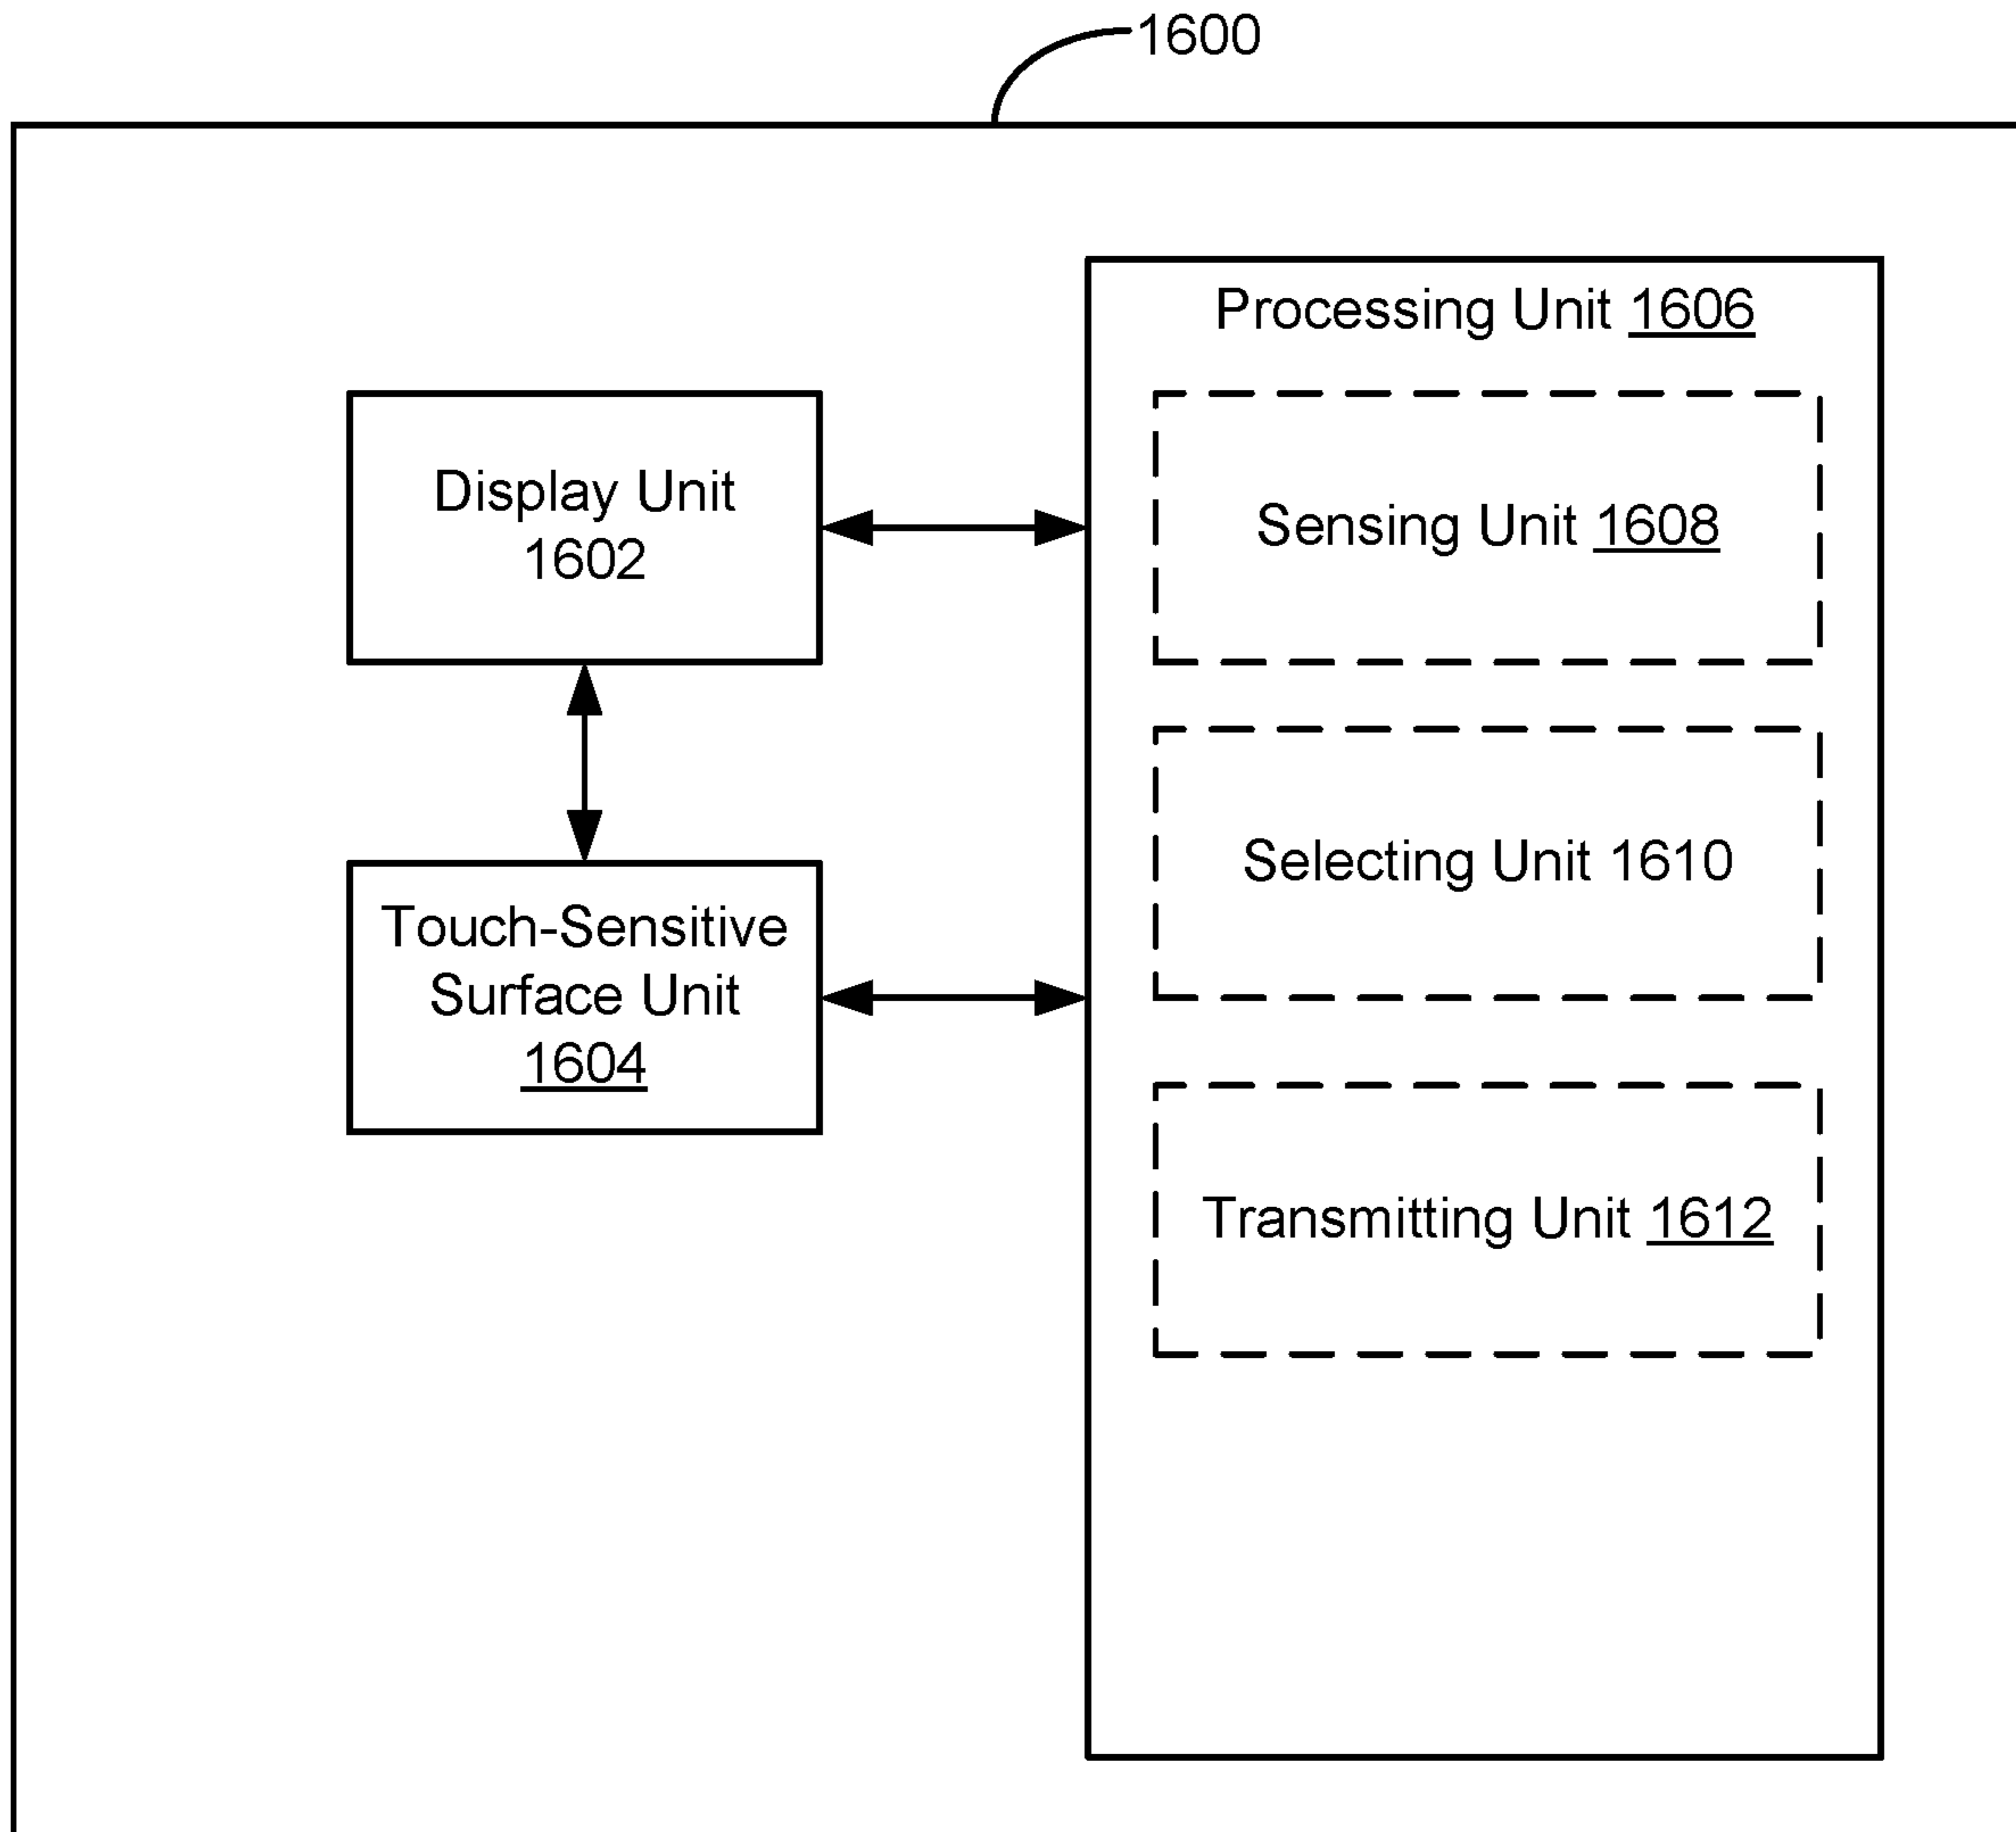 1600
Processing Unit 1606
Display Unit
1602
Sensing Unit 1608
Selecting Unit 1610
Touch-Sensitive
Surface Unit
1604
Transmitting Unit 1612